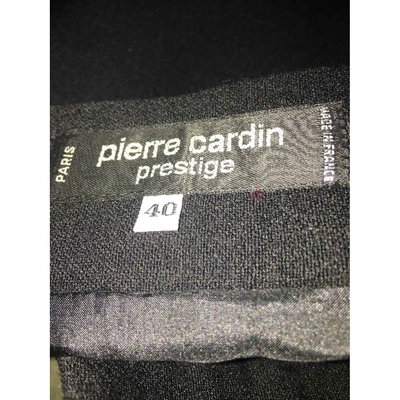 PARIS
pierre cardin
prestige
MADE IN FRANCE
40